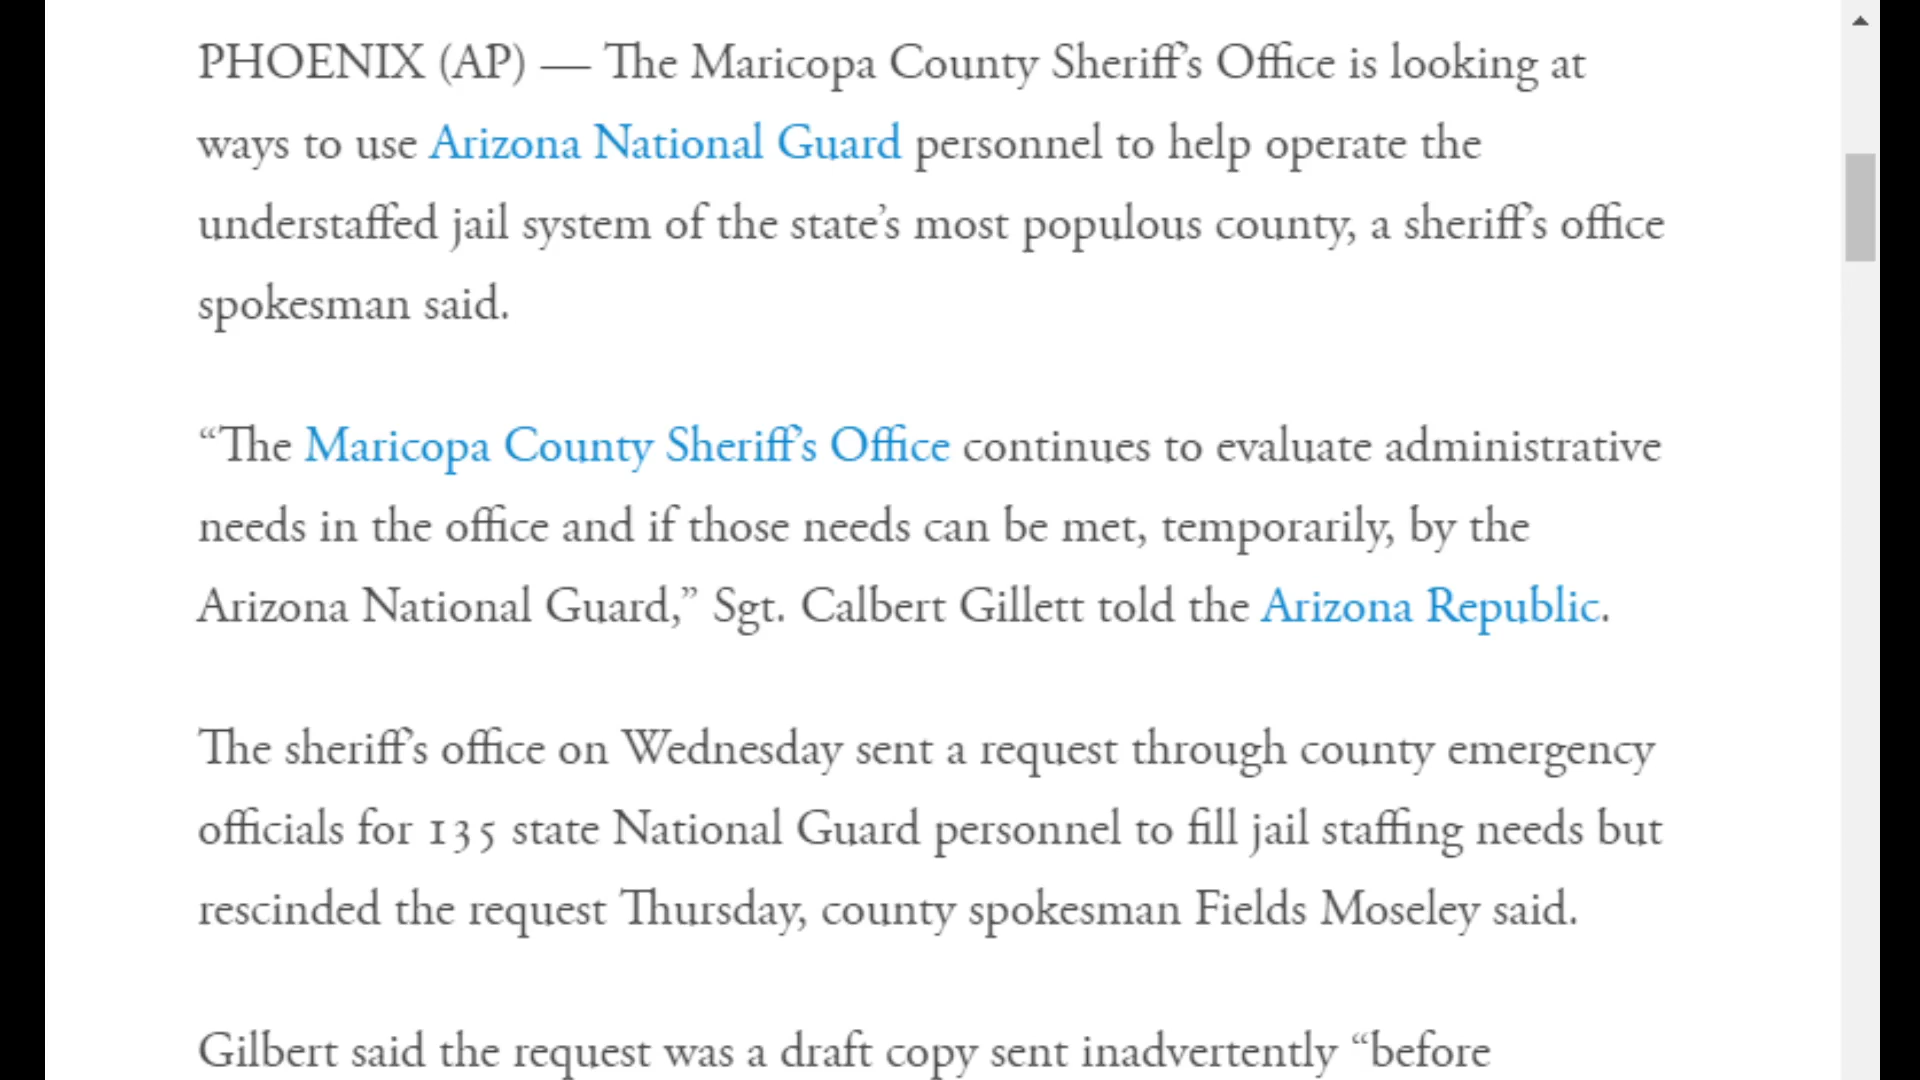 PHOENIX (AP) — The Maricopa County Sheriff’s Office is looking at
ways to use Arizona National Guard personnel to help operate the
understaffed jail system of the state’s most populous county, a sheriff’s office
spokesman said.
“The Maricopa County Sheriff’s Office continues to evaluate administrative
needs in the office and if those needs can be met, temporarily, by the
Arizona National Guard,” Sgt. Calbert Gillett told the Arizona Republic.
The sheriff’s office on Wednesday sent a request through county emergency
officials for 135 state National Guard personnel to fill jail staffing needs but
rescinded the request Thursday, county spokesman Fields Moseley said.
Gilbert said the request was a draft copy sent inadvertently “before